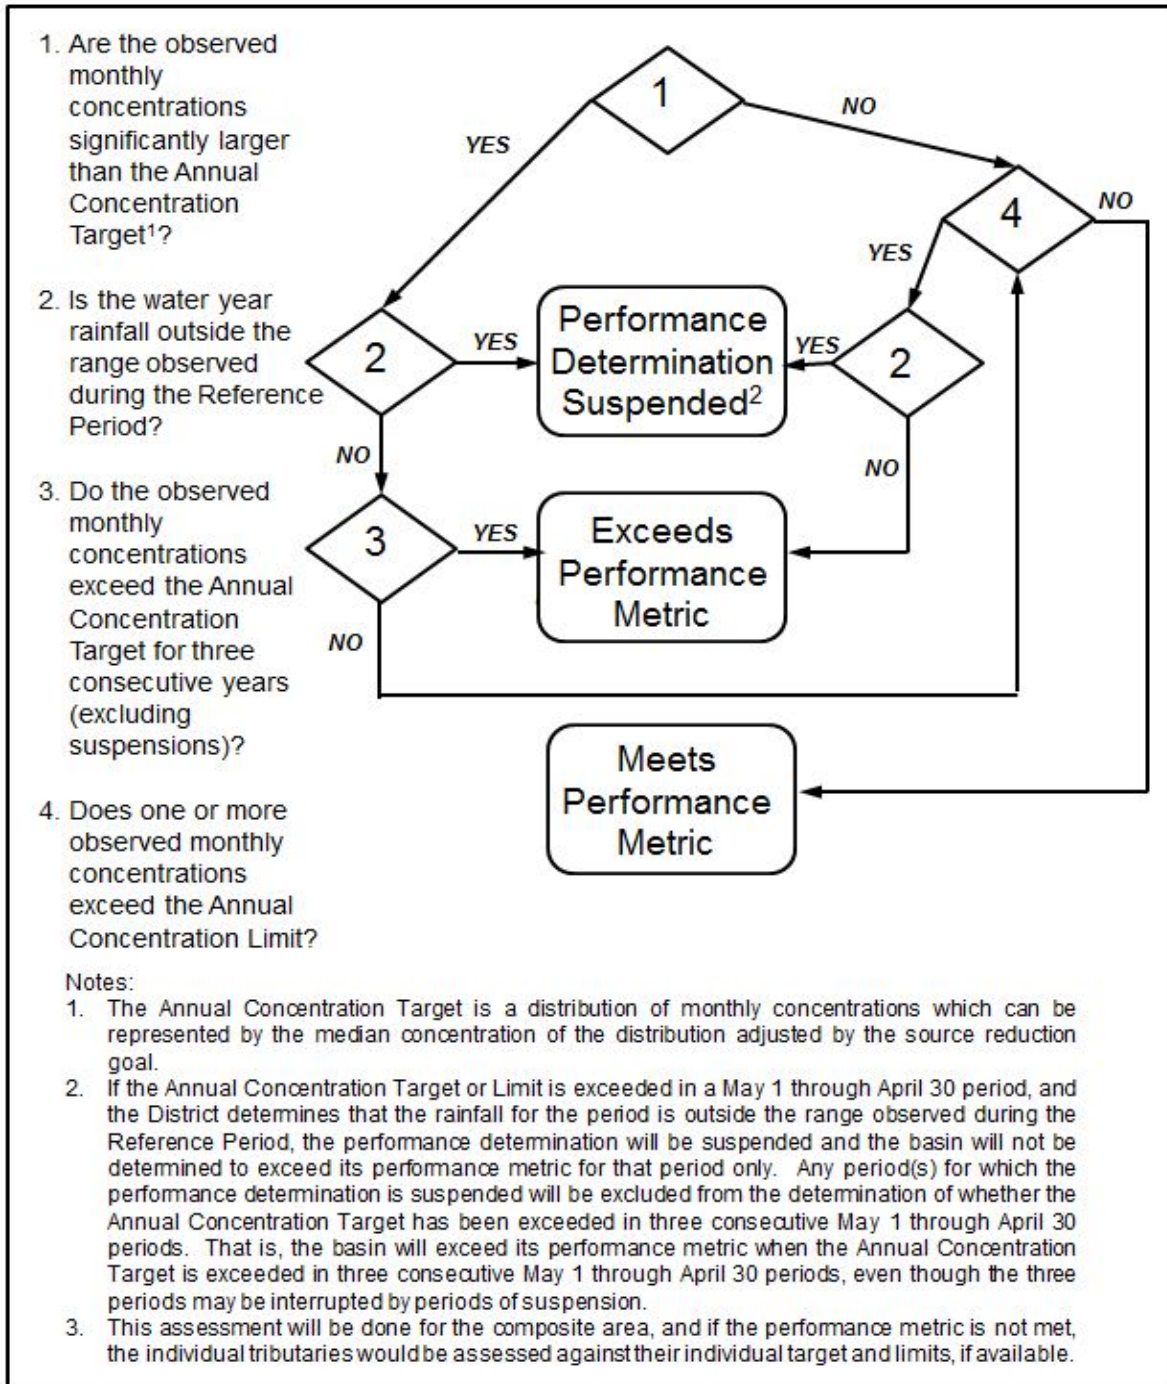 1. Are the observed
monthly
concentrations
significantly larger
than the Annual
Concentration
Target¹?
2. Is the water year
rainfall outside the
range observed
during the Reference
Period?
3. Do the observed
monthly
concentrations
exceed the Annual
Concentration
Target for three
consecutive years
(excluding
suspensions)?
4. Does one or more
observed monthly
concentrations
exceed the Annual
Concentration Limit?
1
YES
NO
4
NO
YES
2
YES
Performance
Determination
Suspended²
YES
2
NO
NO
3
YES
Exceeds
Performance
Metric
NO
Meets
Performance
Metric
Notes:
1. The Annual Concentration Target is a distribution of monthly concentrations which can be
represented by the median concentration of the distribution adjusted by the source reduction
goal.
2. If the Annual Concentration Target or Limit is exceeded in a May 1 through April 30 period, and
the District determines that the rainfall for the period is outside the range observed during the
Reference Period, the performance determination will be suspended and the basin will not be
determined to exceed its performance metric for that period only. Any period(s) for which the
performance determination is suspended will be excluded from the determination of whether the
Annual Concentration Target has been exceeded in three consecutive May 1 through April 30
periods. That is, the basin will exceed its performance metric when the Annual Concentration
Target is exceeded in three consecutive May 1 through April 30 periods, even though the three
periods may be interrupted by periods of suspension.
3. This assessment will be done for the composite area, and if the performance metric is not met,
the individual tributaries would be assessed against their individual target and limits, if available.